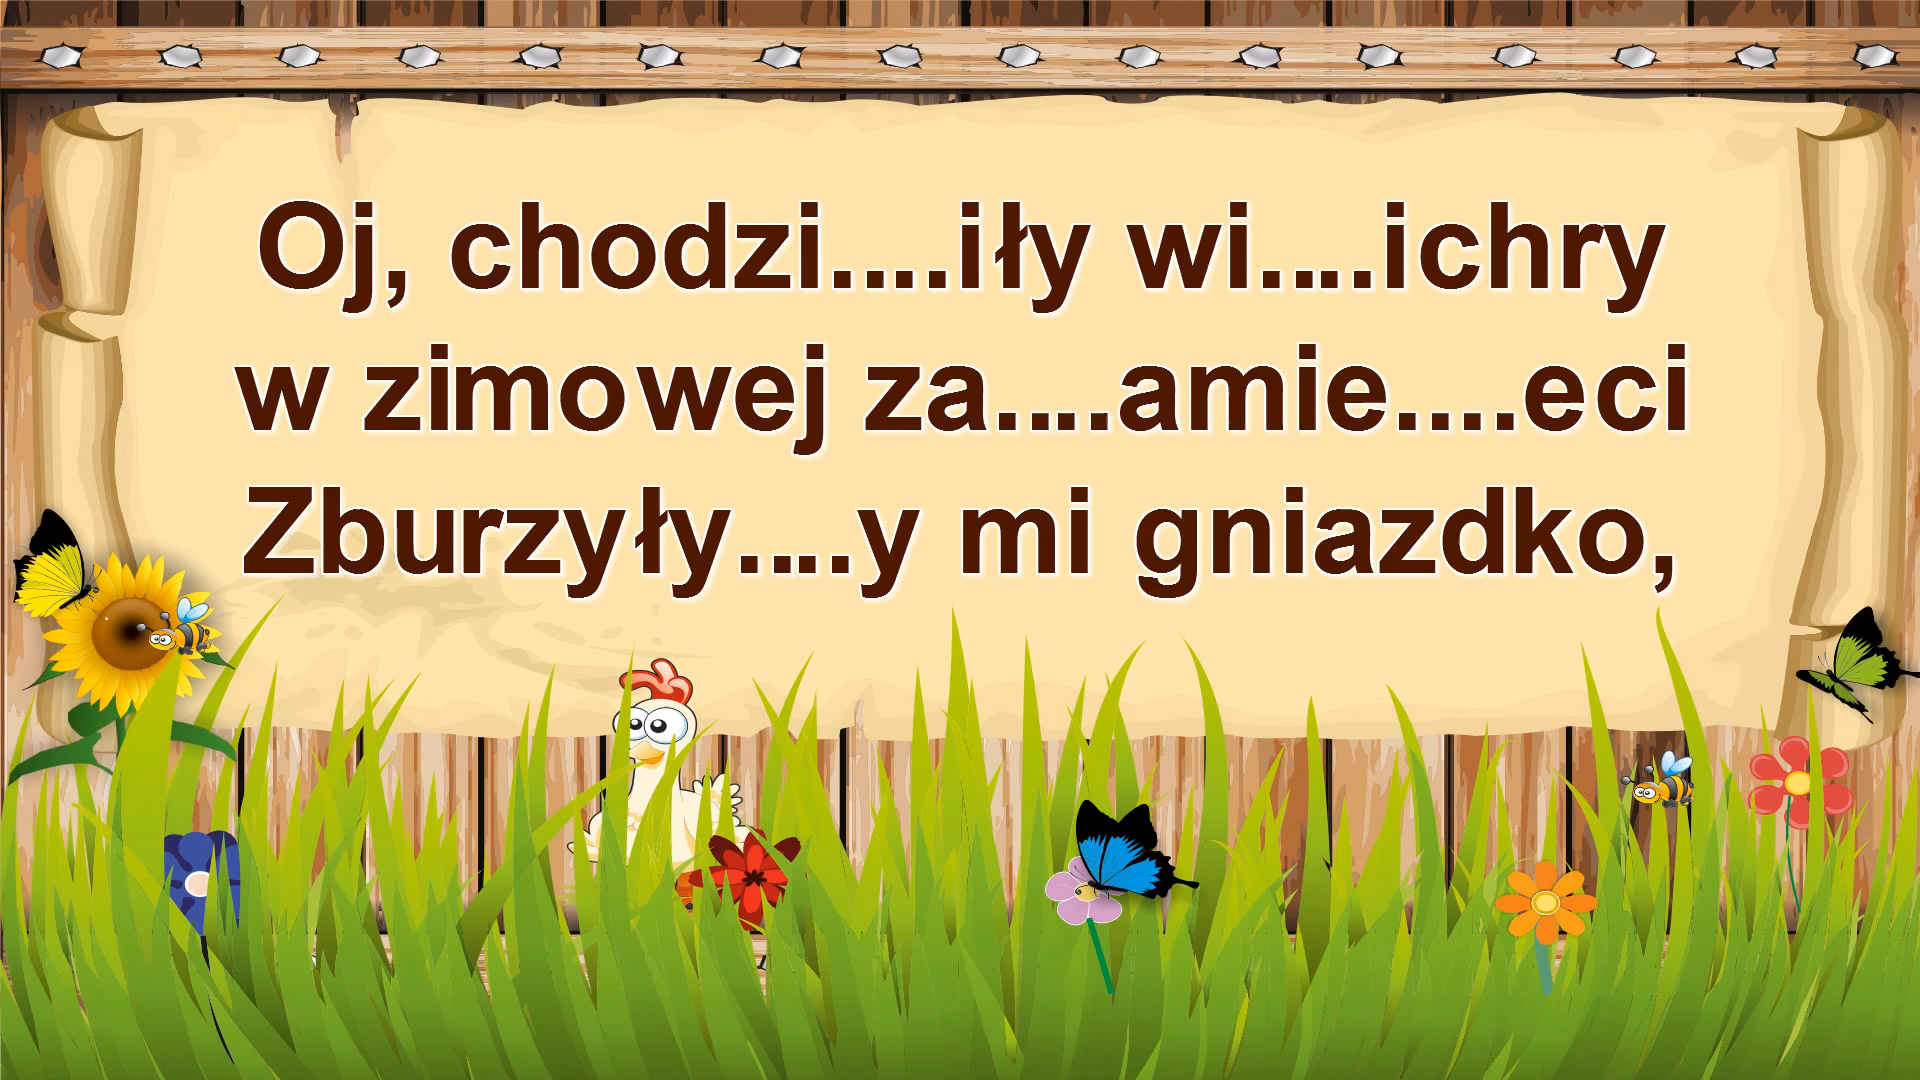 Oj, chodzi....iły wi....ichry
w zimowej za....amie....eci
Zburzyły....y mi gniazdko,